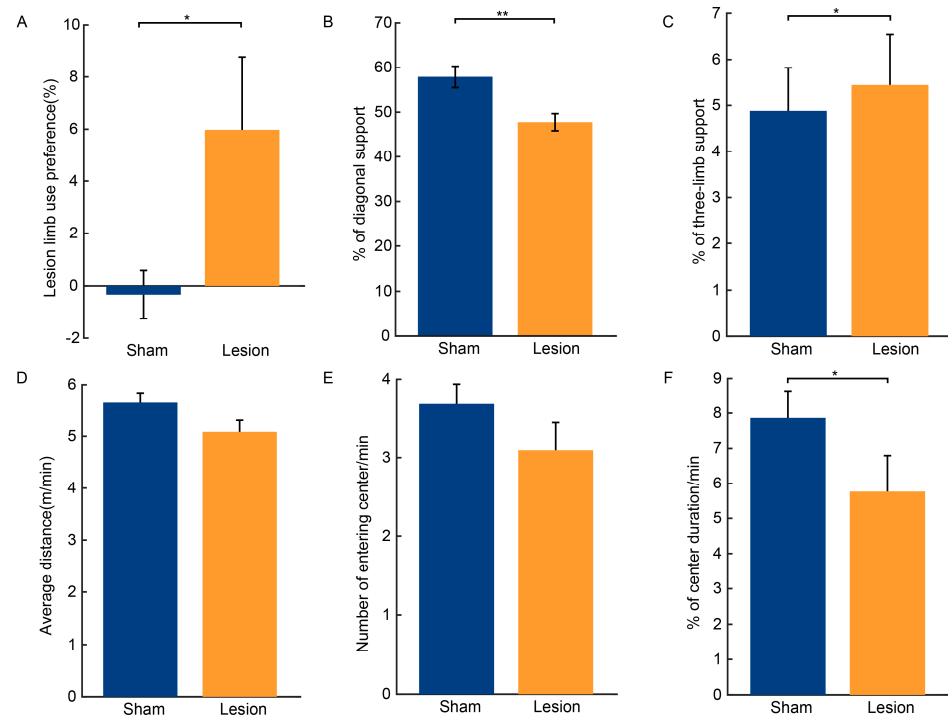 A
*
Lesion limb use preference(%)
10
8
6
4
2
0
-2
Sham
Lesion
B
**
% of diagonal support
70
60
50
40
30
20
10
0
Sham
Lesion
C
*
% of three-limb support
7
6
5
4
3
2
1
0
Sham
Lesion
D
Average distance(m/min)
6
5
4
3
2
1
0
Sham
Lesion
E
Number of entering center/min
4
3
2
1
0
Sham
Lesion
F
*
% of center duration/min
9
8
7
6
5
4
3
2
1
0
Sham
Lesion